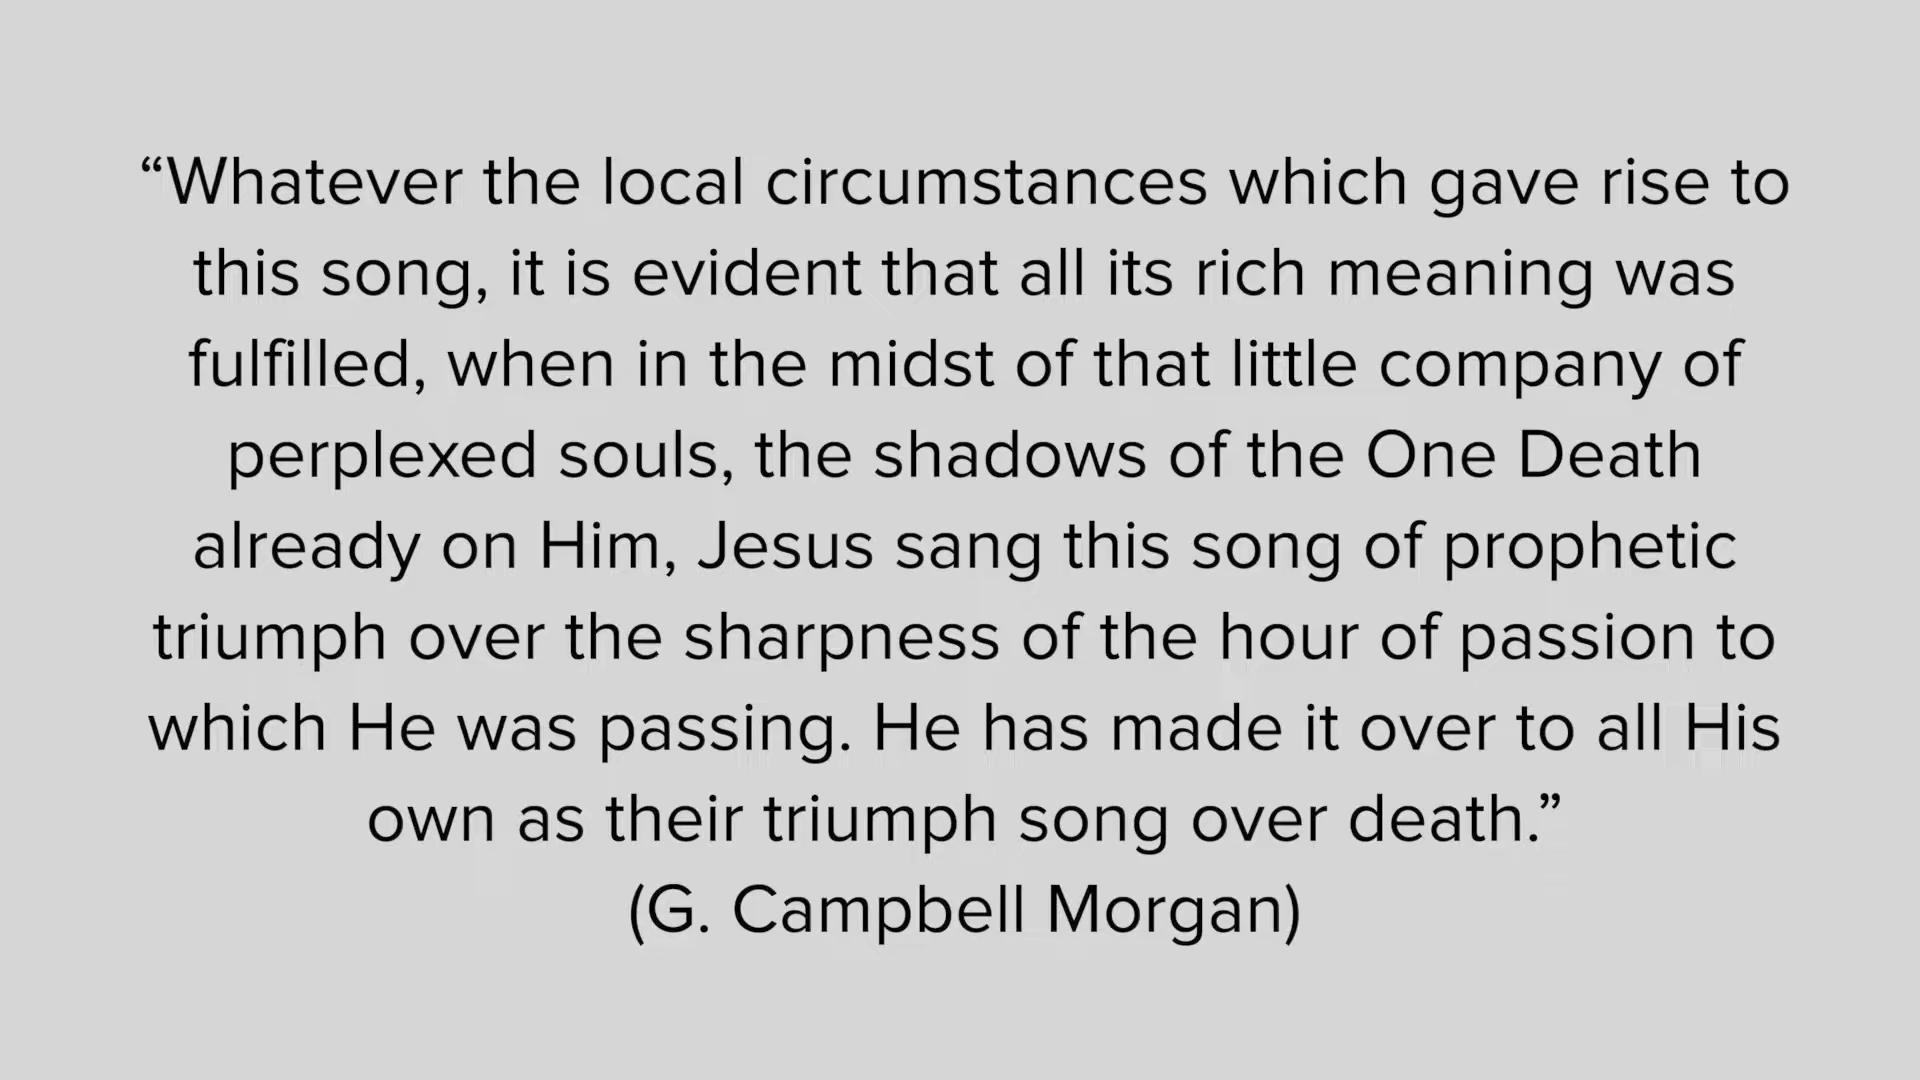 “Whatever the local circumstances which gave rise to
this song, it is evident that all its rich meaning was
fulfilled, when in the midst of that little company of
perplexed souls, the shadows of the One Death
already on Him, Jesus sang this song of prophetic
triumph over the sharpness of the hour of passion to
which He was passing. He has made it over to all His
own as their triumph song over death.”
(G. Campbell Morgan)